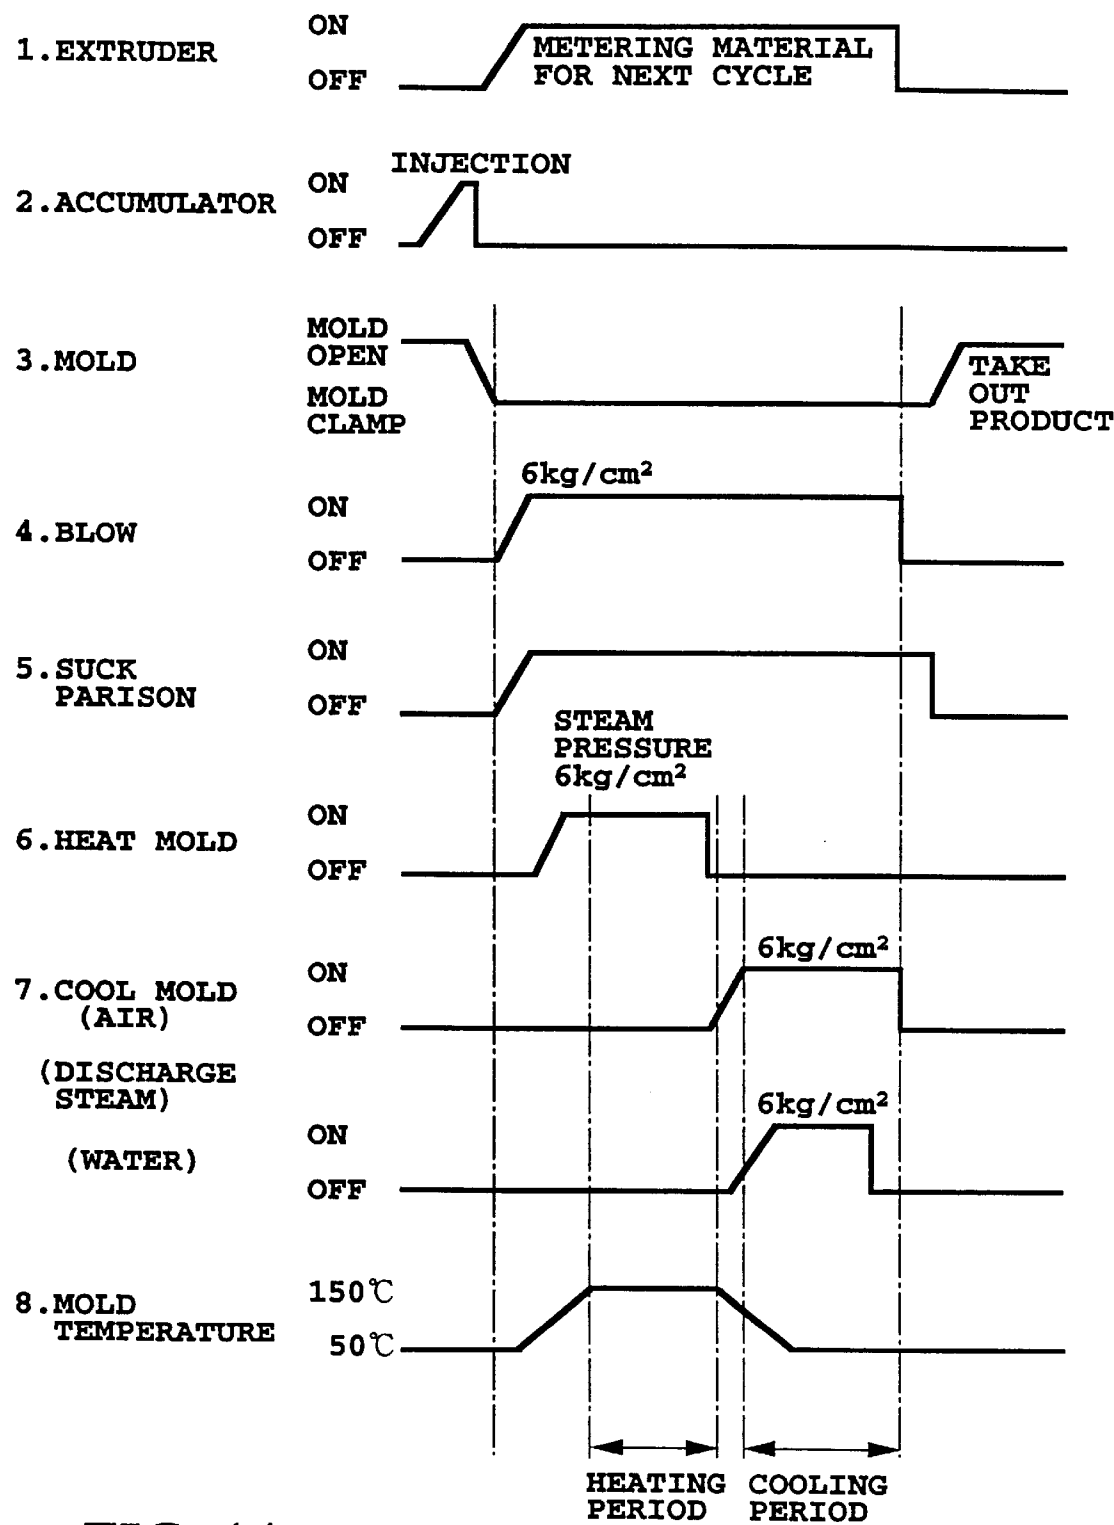 1.EXTRUDER
ON
OFF
METERING MATERIAL
FOR NEXT CYCLE
2.ACCUMULATOR
INJECTION
ON
OFF
3.MOLD
MOLD
OPEN
MOLD
CLAMP
TAKE
OUT
PRODUCT
4.BLOW
6kg/cm²
ON
OFF
5.SUCK
PARISON
ON
OFF
STEAM
PRESSURE
6kg/cm²
6.HEAT MOLD
ON
OFF
7.COOL MOLD
(AIR)
6kg/cm²
ON
OFF
(DISCHARGE
STEAM)
(WATER)
6kg/cm²
ON
OFF
8.MOLD
TEMPERATURE
150℃
50℃
HEATING
PERIOD
COOLING
PERIOD